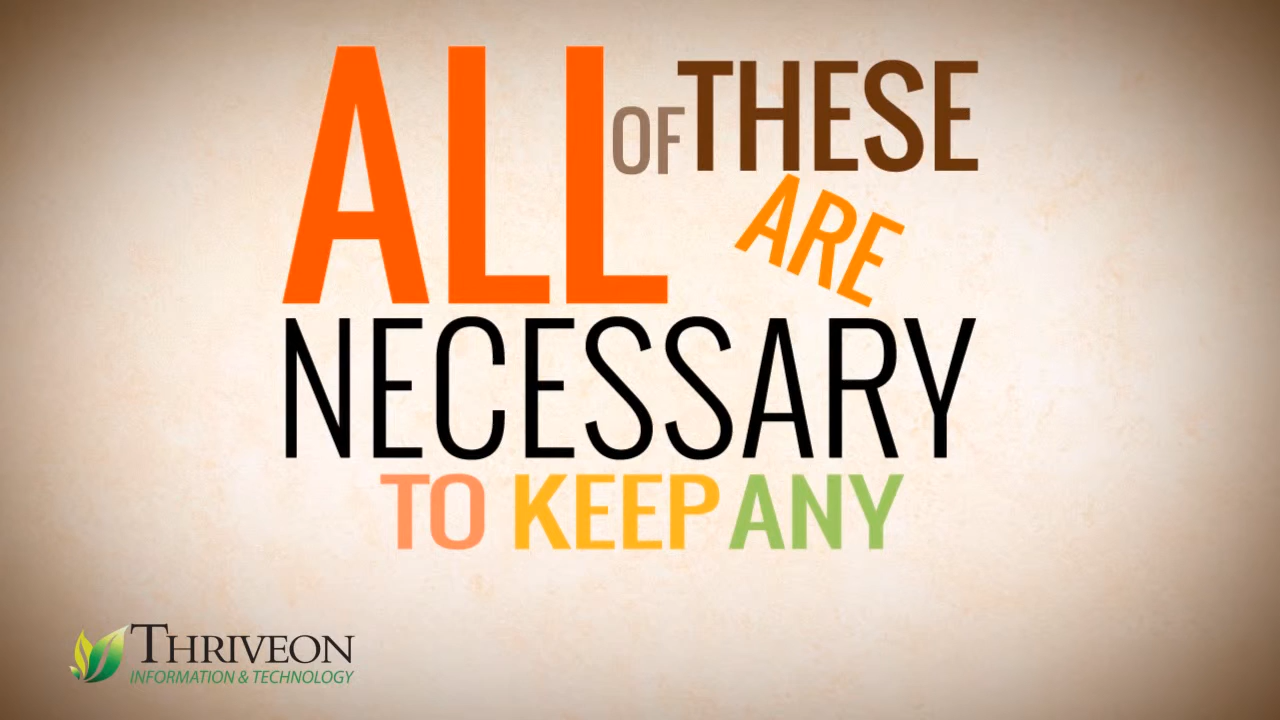 ALL OF THESE
ARE
NECESSARY
TO KEEP ANY
THRIVEON
INFORMATION & TECHNOLOGY